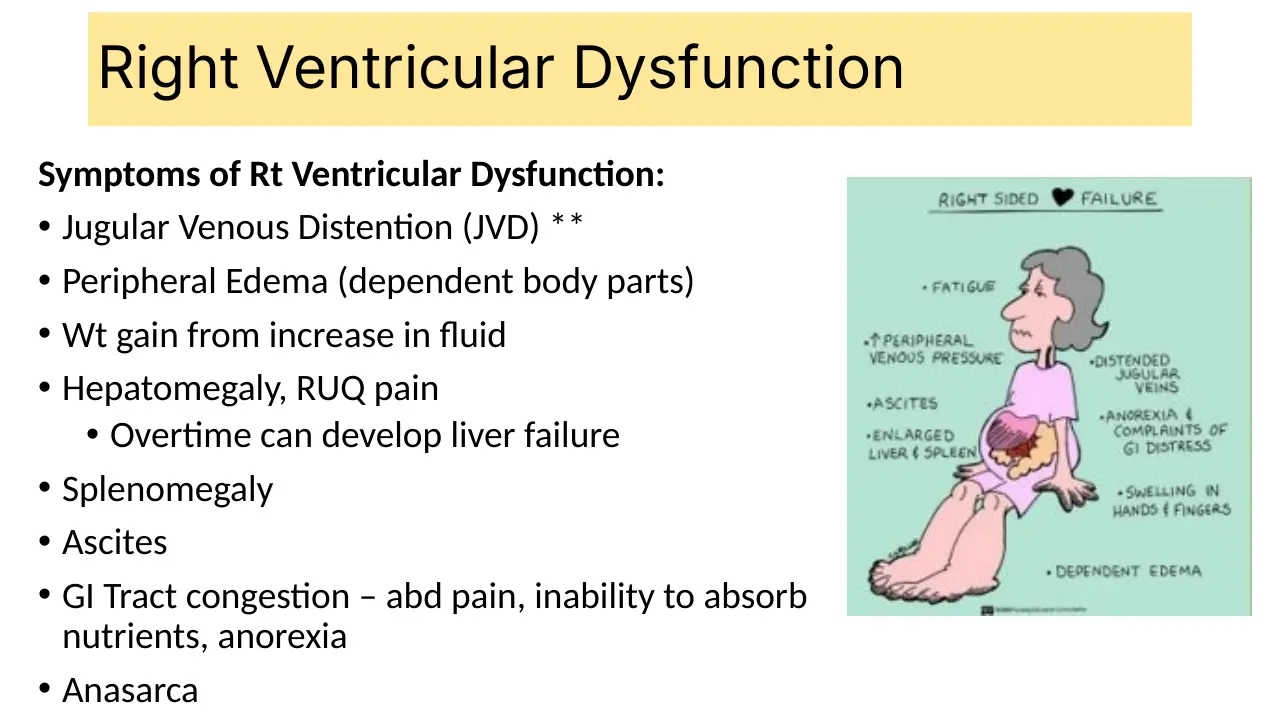 Right Ventricular Dysfunction
Symptoms of Rt Ventricular Dysfunction:
• Jugular Venous Distention (JVD) **
• Peripheral Edema (dependent body parts)
• Wt gain from increase in fluid
• Hepatomegaly, RUQ pain
• Overtime can develop liver failure
• Splenomegaly
• Ascites
• GI Tract congestion – abd pain, inability to absorb
nutrients, anorexia
• Anasarca
RIGHT SIDED ♥ FAILURE
• FATIGUE
• ↑ PERIPHERAL
VENOUS PRESSURE
• ASCITES
• ENLARGED
LIVER & SPLEEN
• DISTENDED
JUGULAR
VEINS
• ANOREXIA &
COMPLAINTS OF
GI DISTRESS
• SWELLING IN
HANDS & FINGERS
• DEPENDENT EDEMA